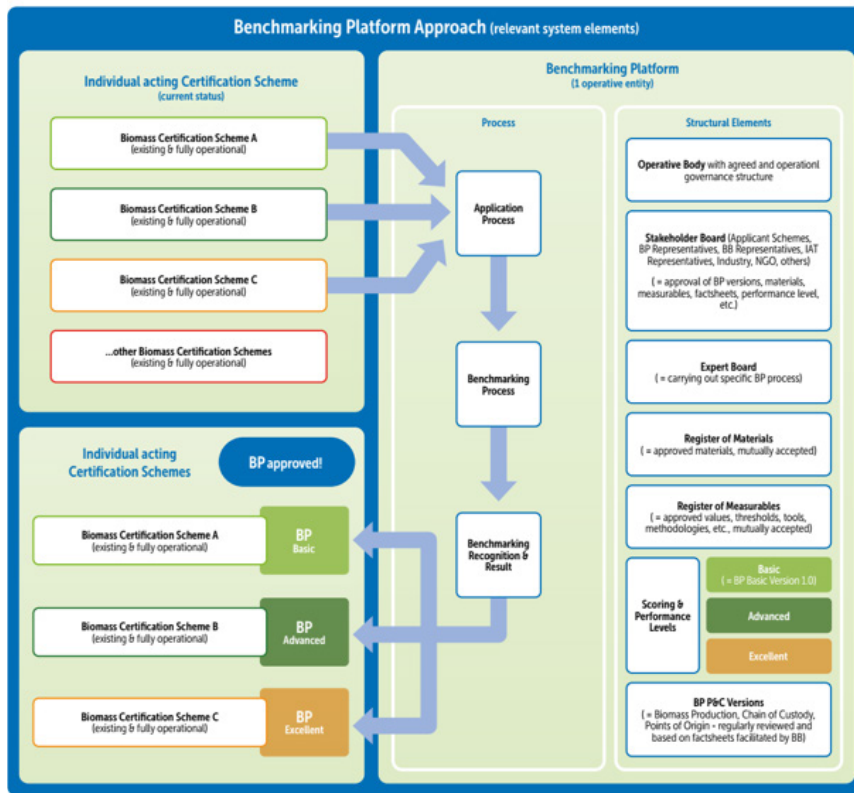 Benchmarking Platform Approach (relevant system elements)
Individual acting Certification Scheme
(current status)
Biomass Certification Scheme A
(existing & fully operational)
Biomass Certification Scheme B
(existing & fully operational)
Biomass Certification Scheme C
(existing & fully operational)
...other Biomass Certification Schemes
(existing & fully operational)
Individual acting
Certification Schemes
BP approved!
Biomass Certification Scheme A
(existing & fully operational)
BP
Basic
Biomass Certification Scheme B
(existing & fully operational)
BP
Advanced
Biomass Certification Scheme C
(existing & fully operational)
BP
Excellent
Benchmarking Platform
(1 operative entity)
Process
Application
Process
Benchmarking
Process
Benchmarking
Recognition &
Result
Structural Elements
Operative Body with agreed and operationl
governance structure
Stakeholder Board (Applicant Schemes,
BP Representatives, BB Representatives, IAT
Representatives, Industry, NGO, others)
( = approval of BP versions, materials,
measurables, factsheets, performance level,
etc.)
Expert Board
( = carrying out specific BP process)
Register of Materials
( = approved materials, mutually accepted)
Register of Measurables
( = approved values, thresholds, tools,
methodologies, etc., mutually accepted)
Scoring &
Performance
Levels
Basic
( = BP Basic Version 1.0)
Advanced
Excellent
BP P&C Versions
( = Biomass Production, Chain of Custody,
Points of Origin - regularly reviewed and
based on factsheets facilitated by BB)